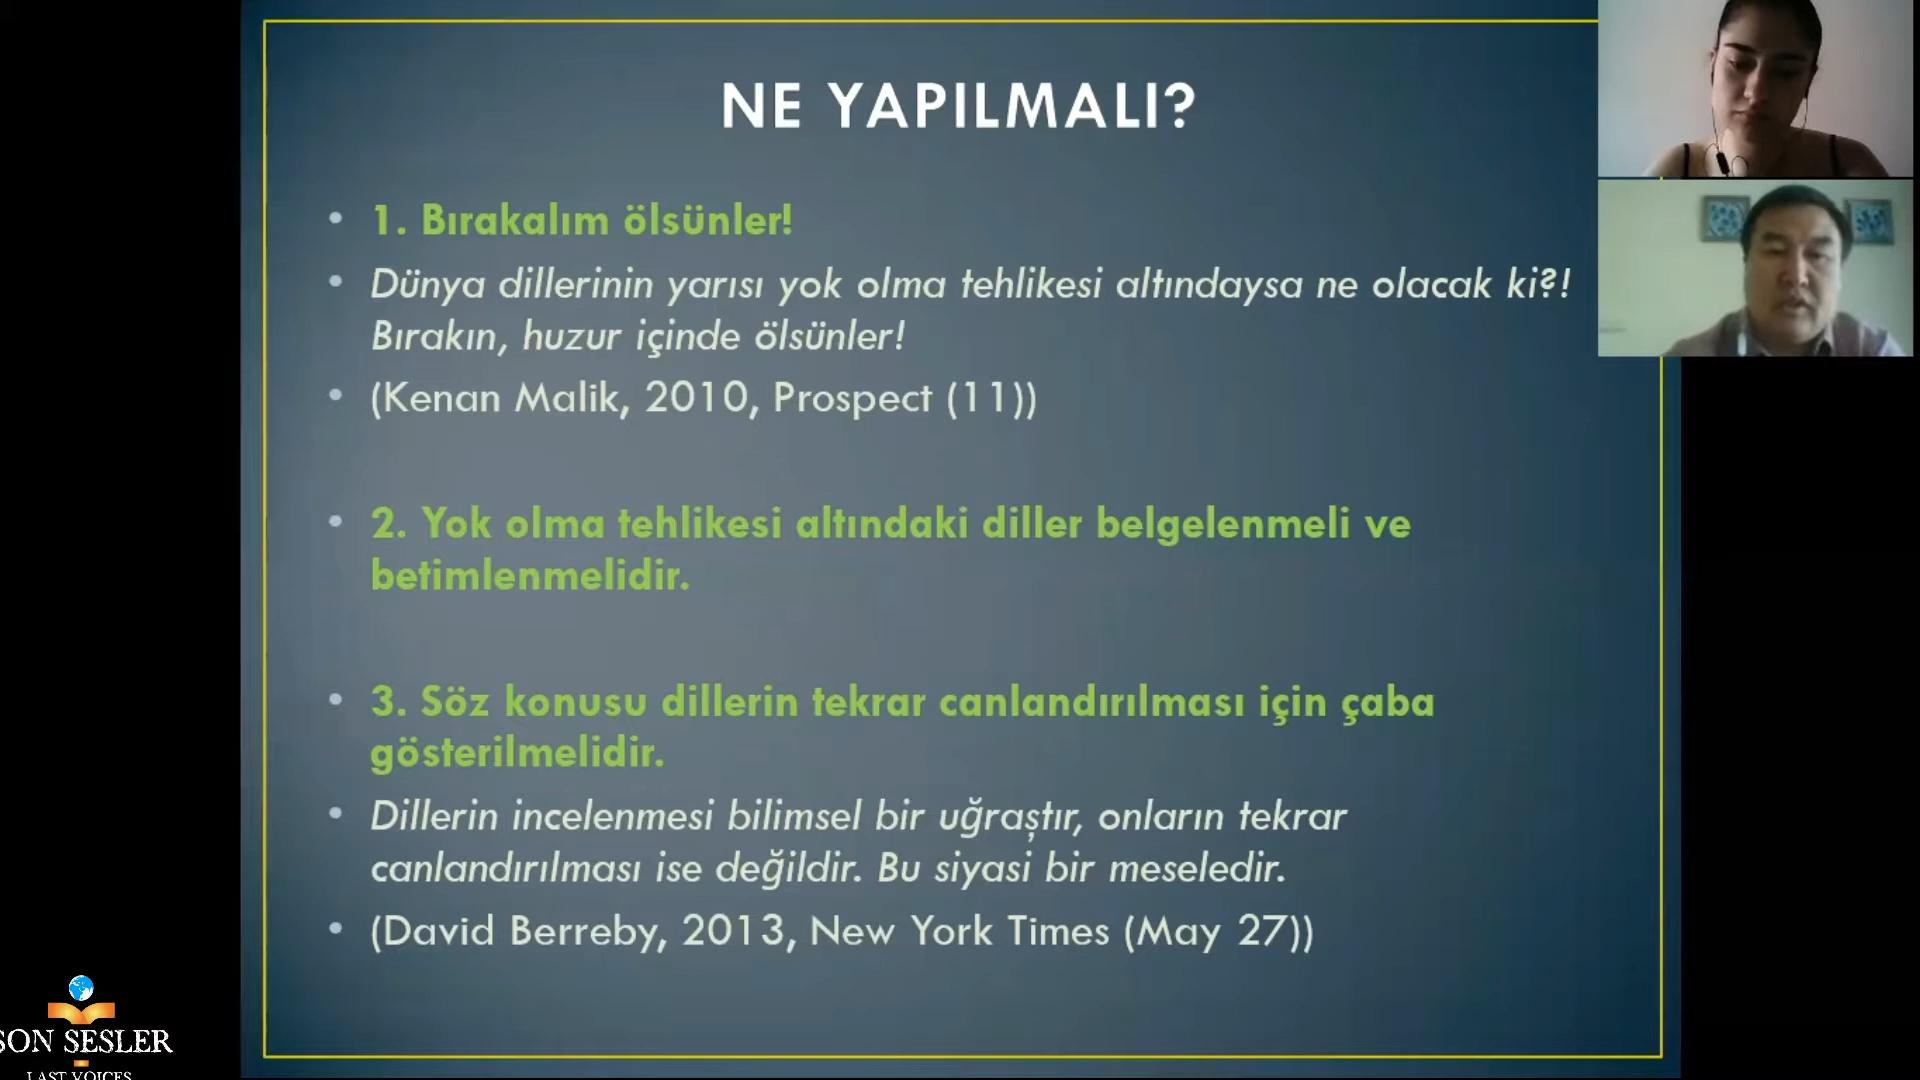 NE YAPILMALI?
• 1. Bırakalım ölsünler!
• Dünya dillerinin yarısı yok olma tehlikesi altındaysa ne olacak ki?!
Bırakın, huzur içinde ölsünler!
• (Kenan Malik, 2010, Prospect (11))
• 2. Yok olma tehlikesi altındaki diller belgelenmeli ve
betimlenmelidir.
• 3. Söz konusu dillerin tekrar canlandırılması için çaba
gösterilmelidir.
• Dillerin incelenmesi bilimsel bir uğraştır, onların tekrar
canlandırılması ise değildir. Bu siyasi bir meseledir.
• (David Berreby, 2013, New York Times (May 27))
SON SESLER
LAST VOICES